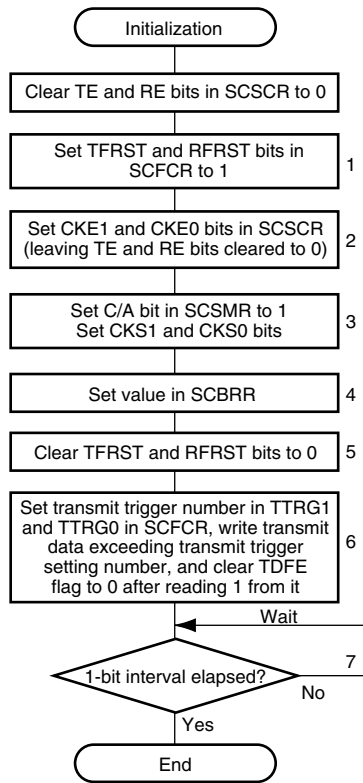 Initialization
Clear TE and RE bits in SCSCR to 0
Set TFRST and RFRST bits in
SCFCR to 1
1
Set CKE1 and CKE0 bits in SCSCR
(leaving TE and RE bits cleared to 0)
2
Set C/A bit in SCSMR to 1
Set CKS1 and CKS0 bits
3
Set value in SCBRR
4
Clear TFRST and RFRST bits to 0
5
Set transmit trigger number in TTRG1
and TTRG0 in SCFCR, write transmit
data exceeding transmit trigger
setting number, and clear TDFE
flag to 0 after reading 1 from it
6
Wait
1-bit interval elapsed?
7
No
Yes
End